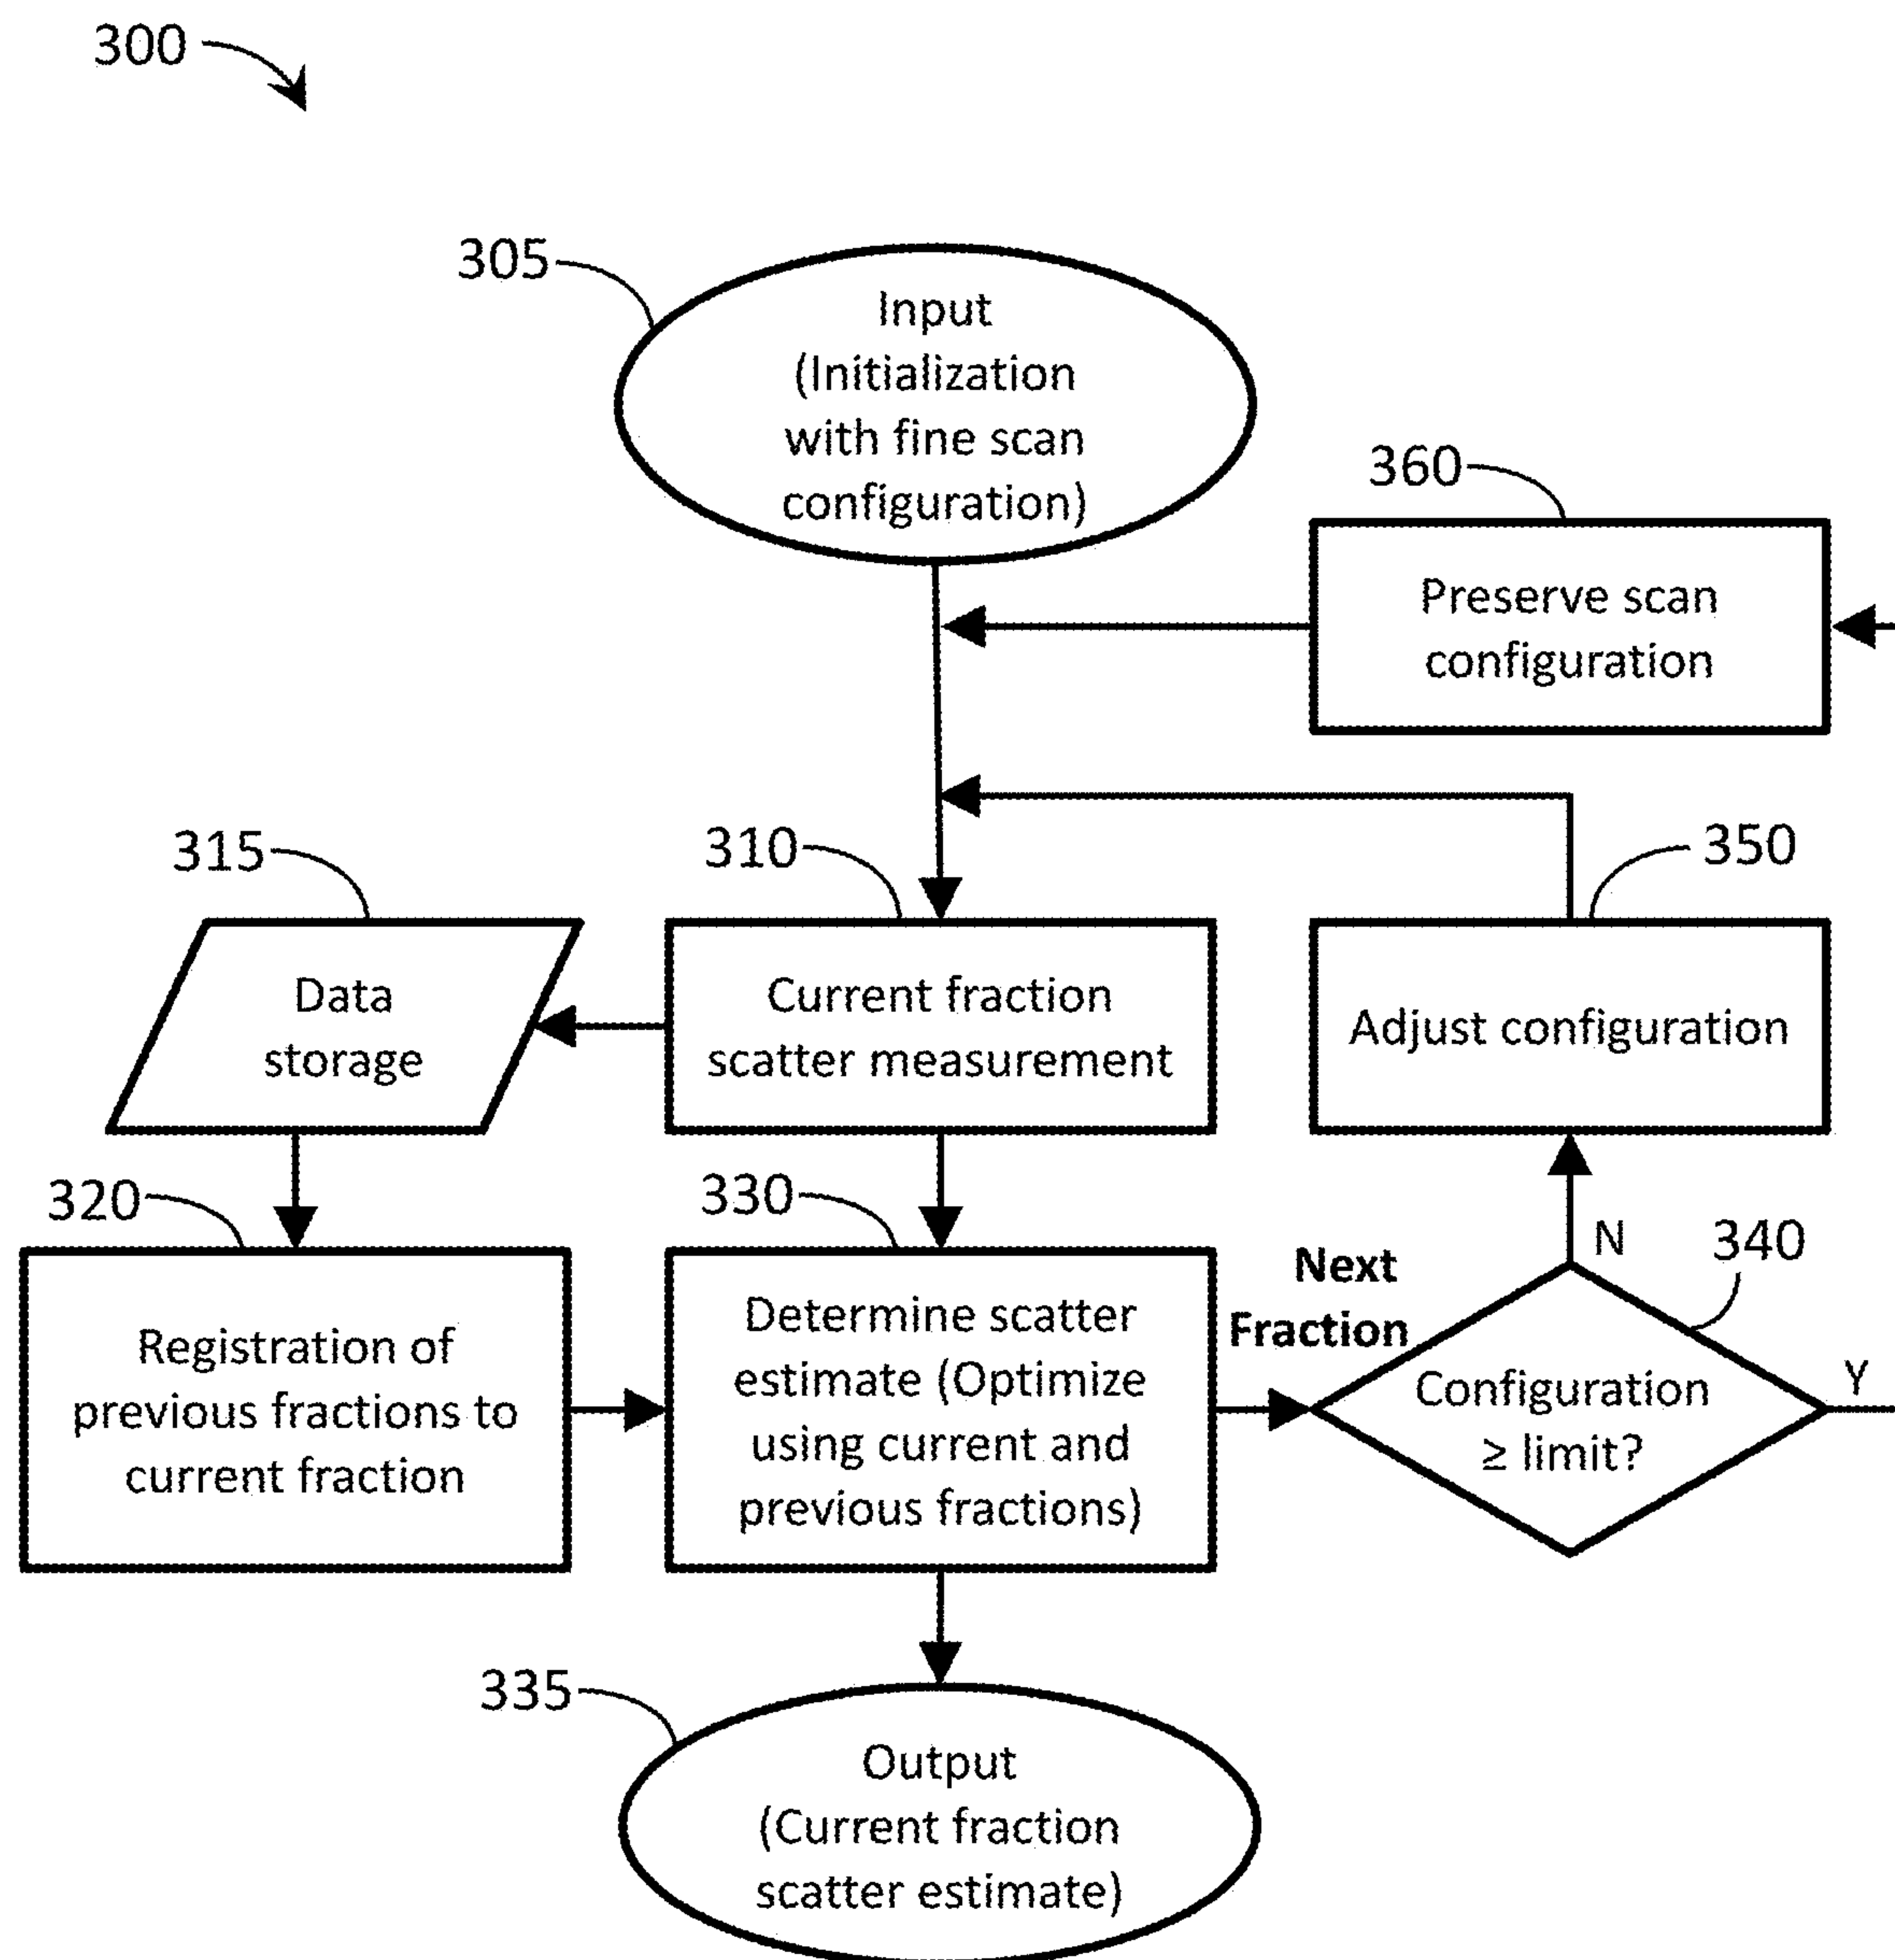 300
305
Input
(Initialization
with fine scan
configuration)
360
Preserve scan
configuration
315
Data
storage
310
Current fraction
scatter measurement
350
Adjust configuration
320
Registration of
previous fractions to
current fraction
330
Determine scatter
estimate (Optimize
using current and
previous fractions)
Next
Fraction
N
340
Configuration
≥ limit?
Y
335
Output
(Current fraction
scatter estimate)